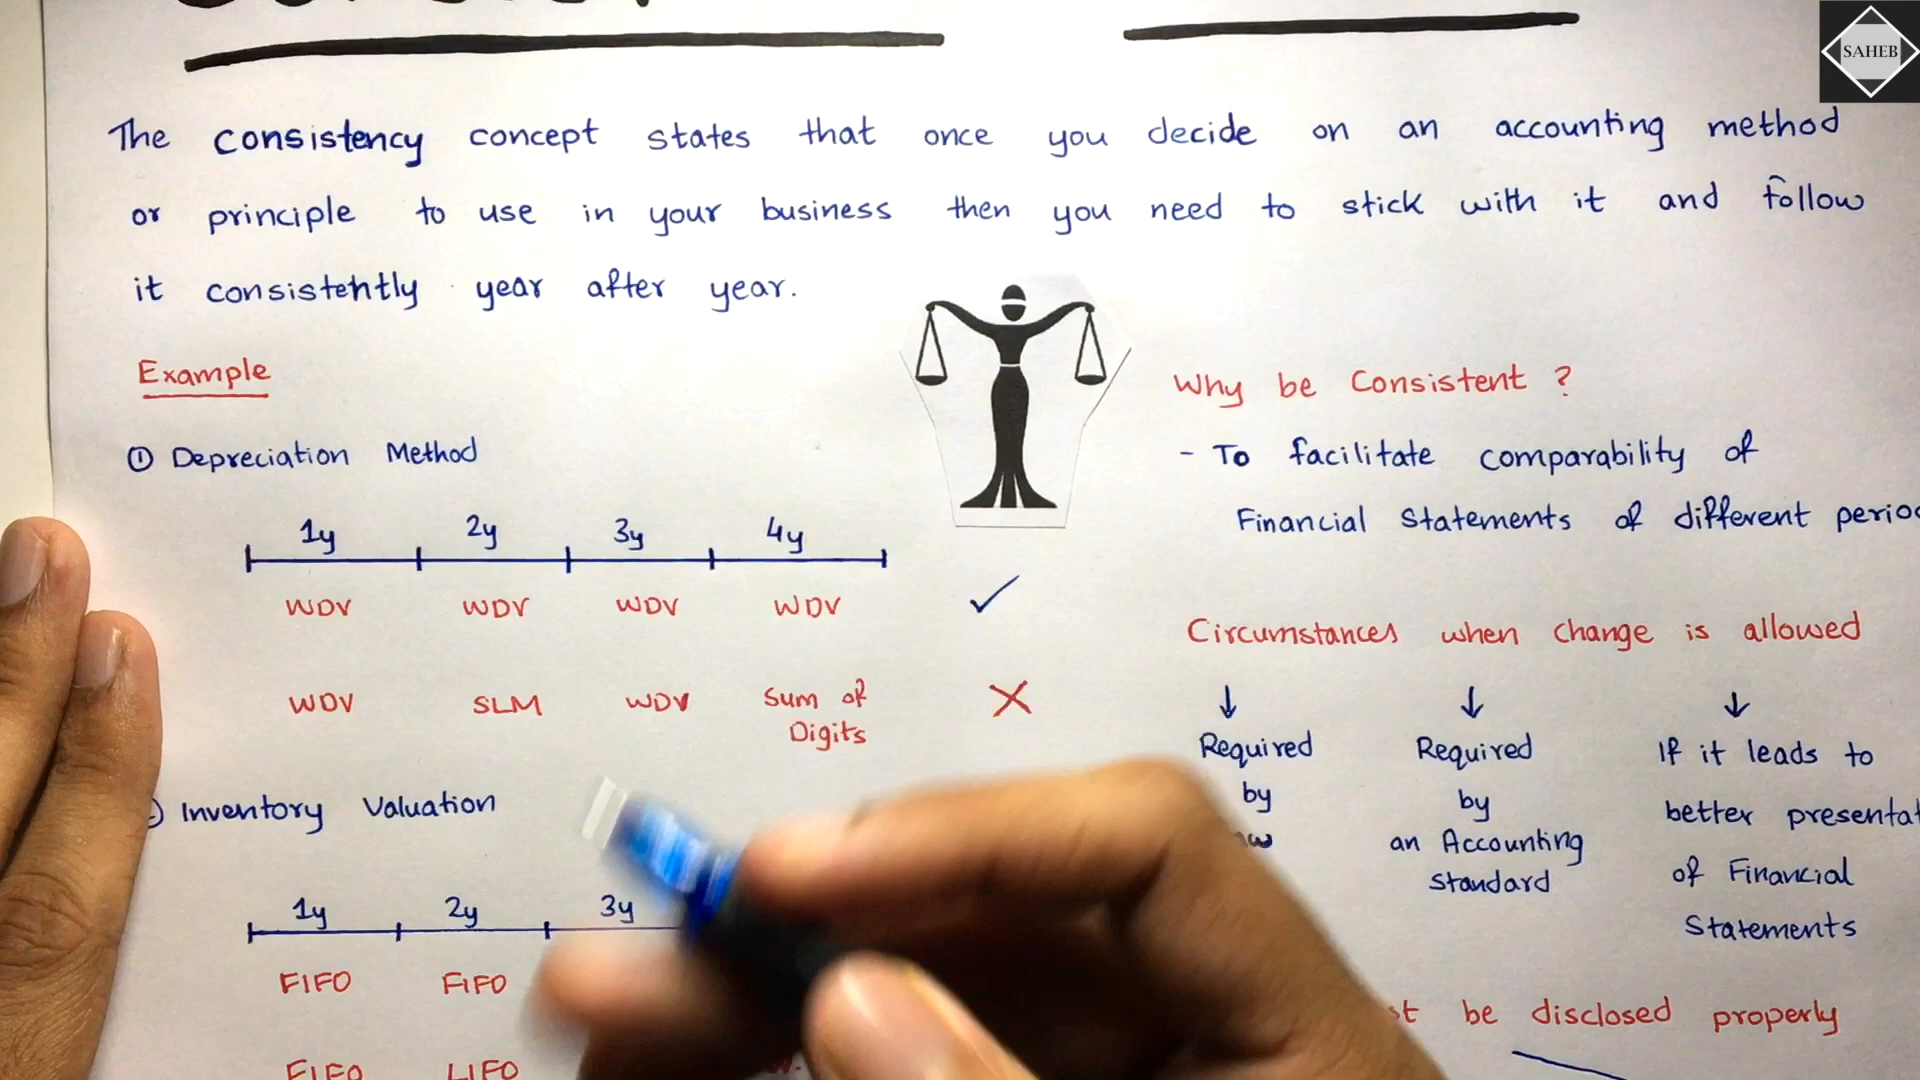 SAHEB
The consistency concept states that once you decide on an accounting method
or principle to use in your business then you need to stick with it and follow
it consistently year after year.
Example
① Depreciation Method
1y 2y 3y 4y
WDV WDV WDV WDV
WDV SLM WDV Sum of
Digits
Inventory Valuation
1y 2y 3y
FIFO FIFO
FIFO LIFO
Why be Consistent ?
- To facilitate comparability of
Financial Statements of different
Circumstances when change is allowed
Required
by
Required
by
an Accounting
Standard
If it leads to
better
of Financial
Statements
be disclosed properly